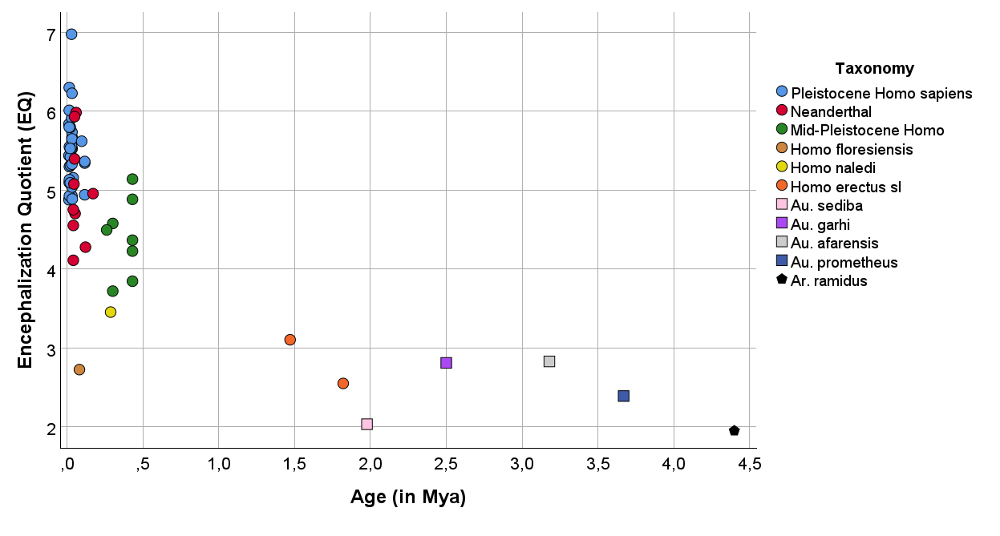 Encephalization Quotient (EQ)
7
6
5
4
3
2
,0 ,5 1,0 1,5 2,0 2,5 3,0 3,5 4,0 4,5
Age (in Mya)
Taxonomy
Pleistocene Homo sapiens
Neanderthal
Mid-Pleistocene Homo
Homo floresiensis
Homo naledi
Homo erectus sl
Au. sediba
Au. garhi
Au. afarensis
Au. prometheus
Ar. ramidus